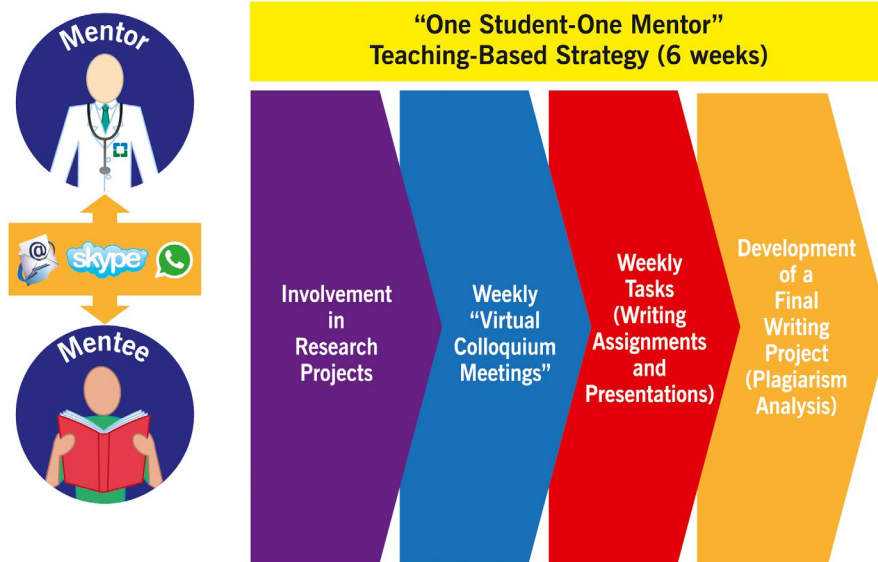 Mentor
@
skype
Mentee
“One Student-One Mentor”
Teaching-Based Strategy (6 weeks)
Involvement
in
Research
Projects
Weekly
“Virtual
Colloquium
Meetings”
Weekly
Tasks
(Writing
Assignments
and
Presentations)
Development
of a
Final
Writing
Project
(Plagiarism
Analysis)